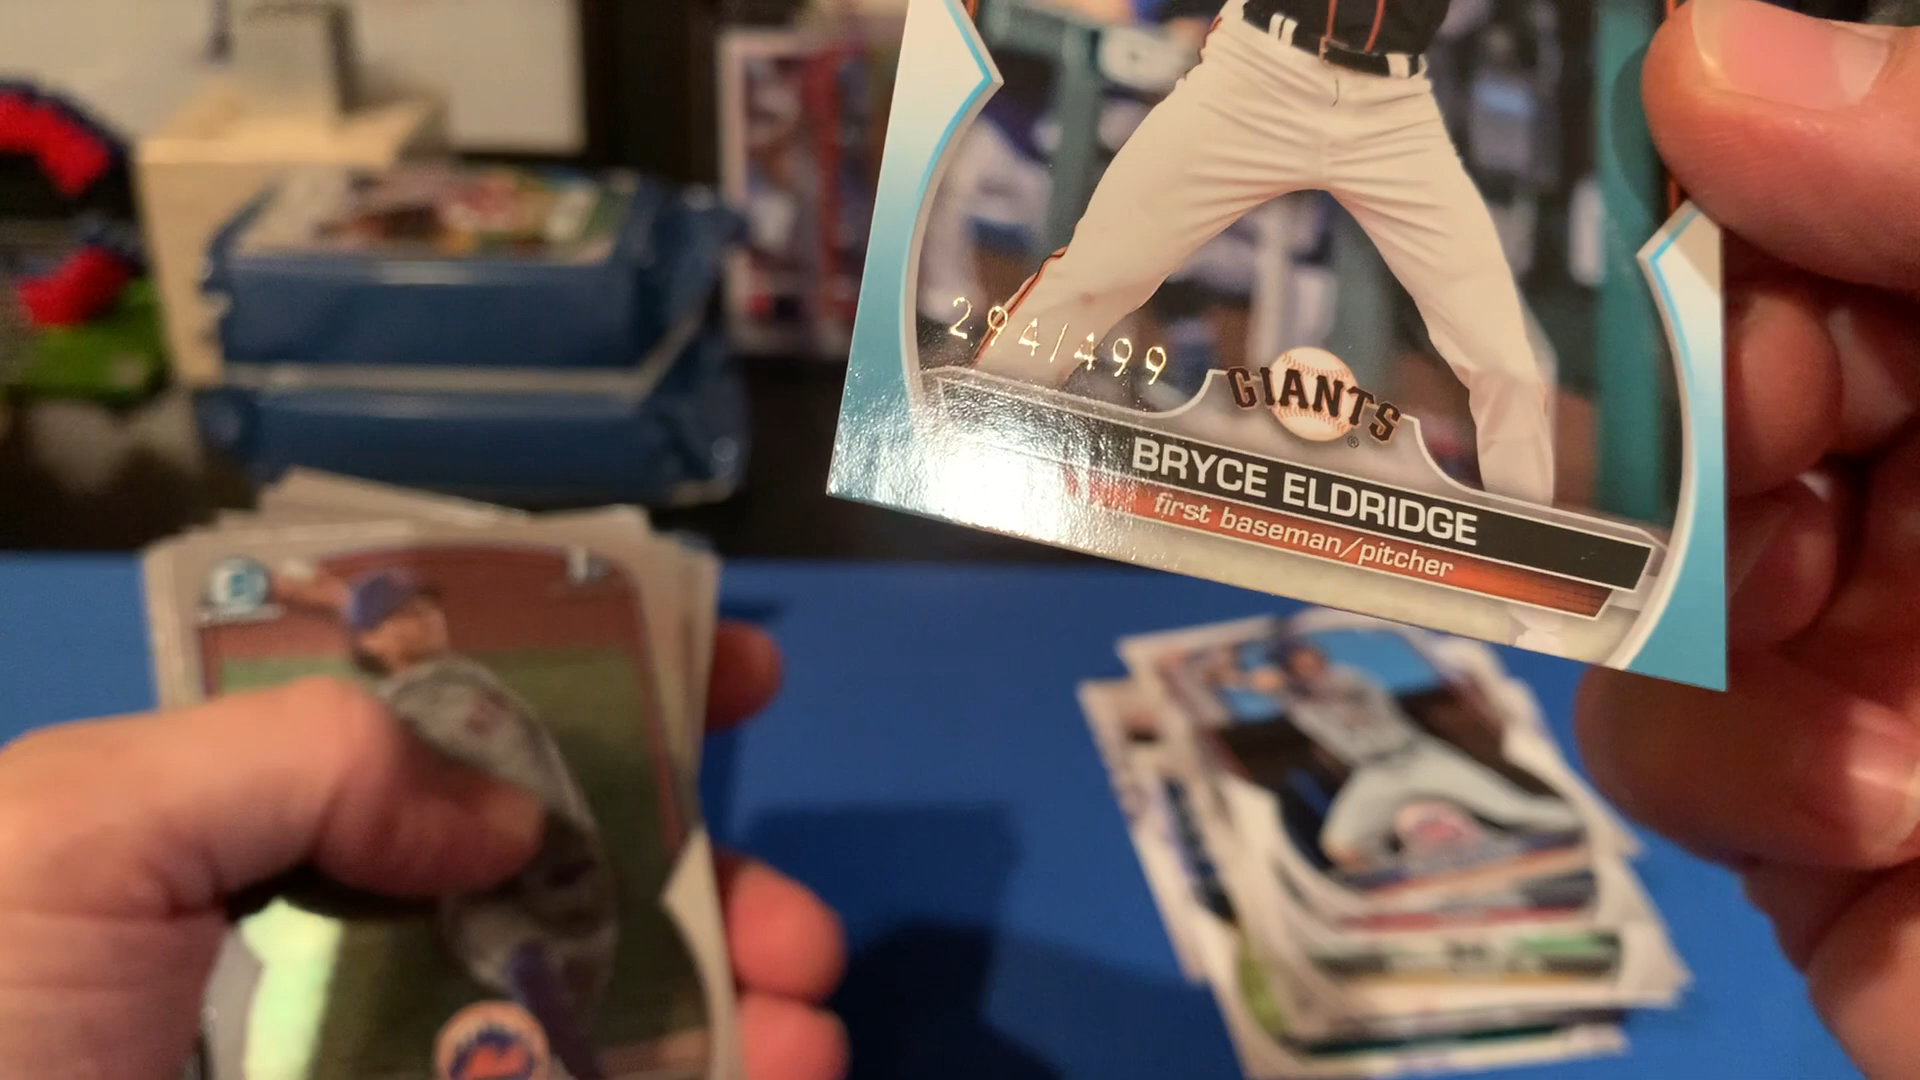 294/499
GIANTS
®
BRYCE ELDRIDGE
first baseman/pitcher